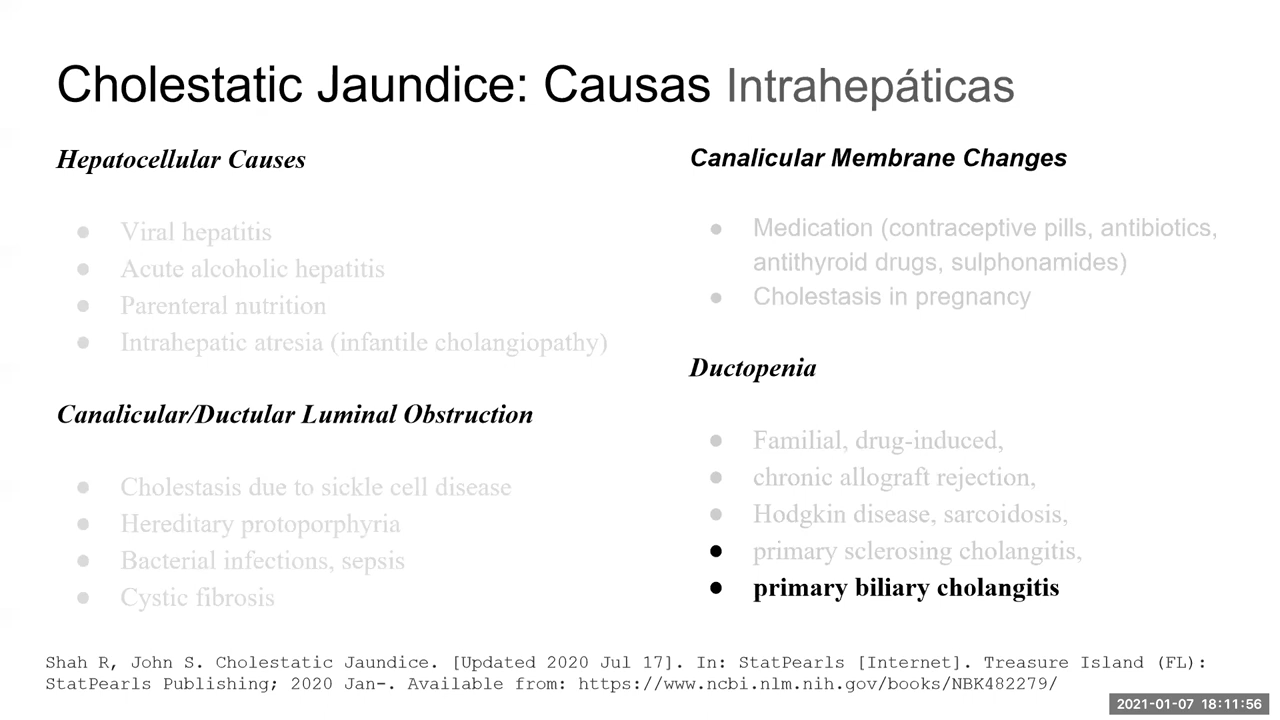 Cholestatic Jaundice: Causas Intrahepáticas
Hepatocellular Causes
● Viral hepatitis
● Acute alcoholic hepatitis
● Parenteral nutrition
● Intrahepatic atresia (infantile cholangiopathy)
Canalicular/Ductular Luminal Obstruction
● Cholestasis due to sickle cell disease
● Hereditary protoporphyria
● Bacterial infections, sepsis
● Cystic fibrosis
Canalicular Membrane Changes
● Medication (contraceptive pills, antibiotics,
antithyroid drugs, sulphonamides)
● Cholestasis in pregnancy
Ductopenia
● Familial, drug-induced,
● chronic allograft rejection,
● Hodgkin disease, sarcoidosis,
● primary sclerosing cholangitis,
● primary biliary cholangitis
Shah R, John S. Cholestatic Jaundice. [Updated 2020 Jul 17]. In: StatPearls [Internet]. Treasure Island (FL):
StatPearls Publishing; 2020 Jan-. Available from: https://www.ncbi.nlm.nih.gov/books/NBK482279/
2021-01-07 18:11:56